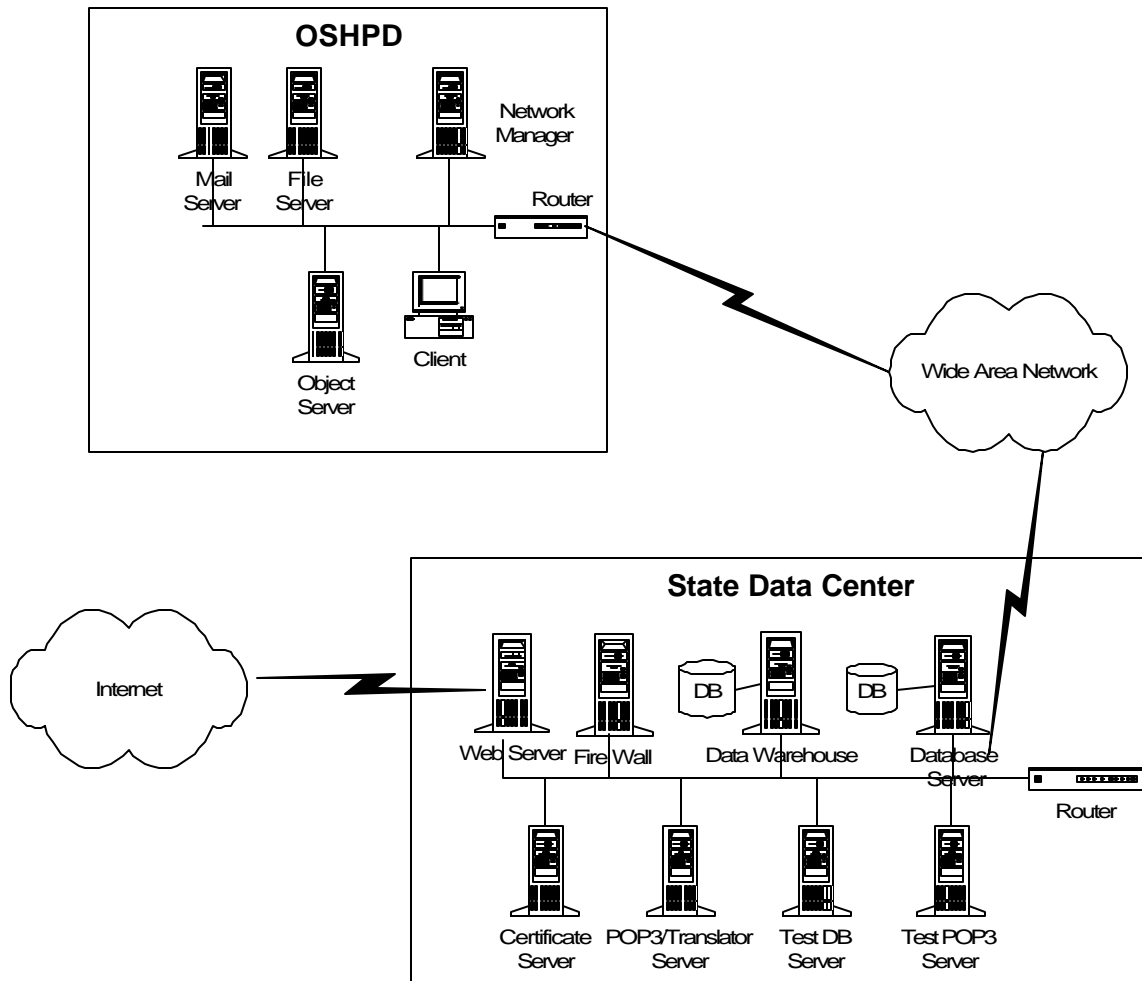 OSHPD
Network
Manager
Mail
Server
File
Server
Router
Client
Object
Server
Wide Area Network
State Data Center
Internet
DB
DB
Web Server
Fire Wall
Data Warehouse
Database
Server
Router
Certificate
Server
POP3/Translator
Server
Test DB
Server
Test POP3
Server